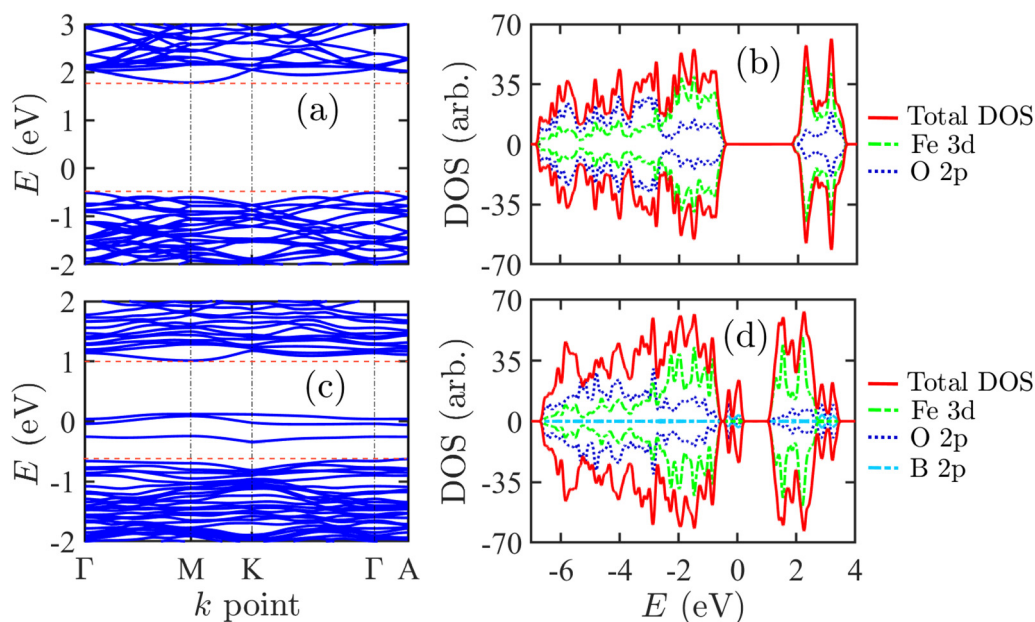 3
2
1
0
-1
-2
E (eV)
(a)
70
35
0
-35
-70
DOS (arb.)
(b)
Total DOS
Fe 3d
O 2p
2
1
0
-1
-2
E (eV)
(c)
Γ M K Γ A
k point
70
35
0
-35
-70
DOS (arb.)
(d)
-6 -4 -2 0 2 4
E (eV)
Total DOS
Fe 3d
O 2p
B 2p